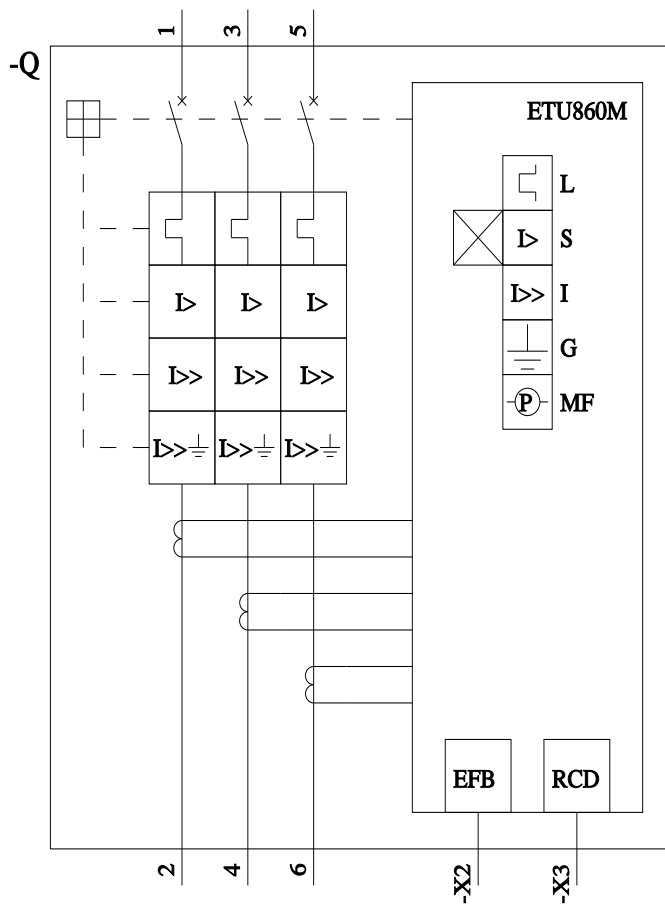 1 3 5
-Q
ETU860M
L
I> S
I> I> I>
I>> I
I>> I>> I>>
G
P MF
I>> I>> I>>
EFB RCD
2 4 6 -X2 -X3